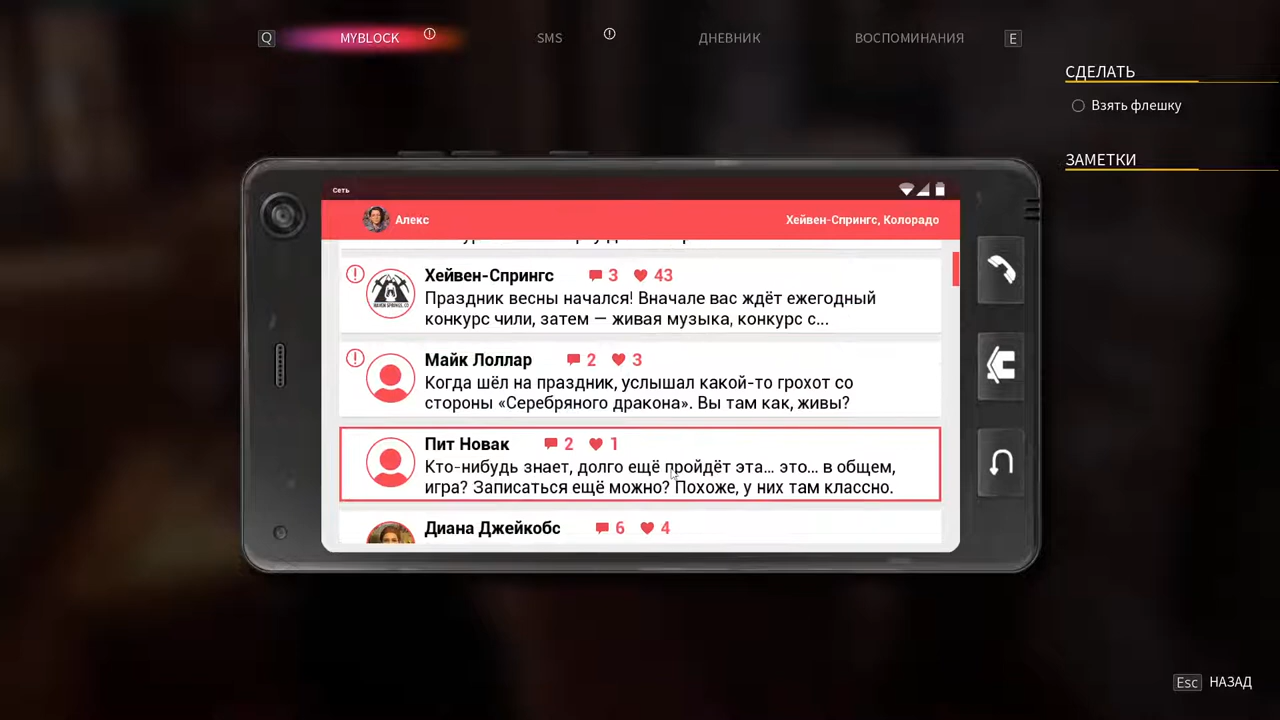 Q
MYBLOCK
SMS
ДНЕВНИК
ВОСПОМИНАНИЯ
E
СДЕЛАТЬ
Взять флешку
ЗАМЕТКИ
Сеть
Алекс
Хейвен-Спрингс, Колорадо
Хейвен-Спрингс 3 43
Праздник весны начался! Вначале вас ждёт ежегодный
конкурс чили, затем — живая музыка, конкурс с...
Майк Лоллар 2 3
Когда шёл на праздник, услышал какой-то грохот со
стороны «Серебряного дракона». Вы там как, живы?
Пит Новак 2 1
Кто-нибудь знает, долго ещё пройдёт эта... это... в общем,
игра? Записаться ещё можно? Похоже, у них там классно.
Диана Джейкобс 6 4
Esc НАЗАД